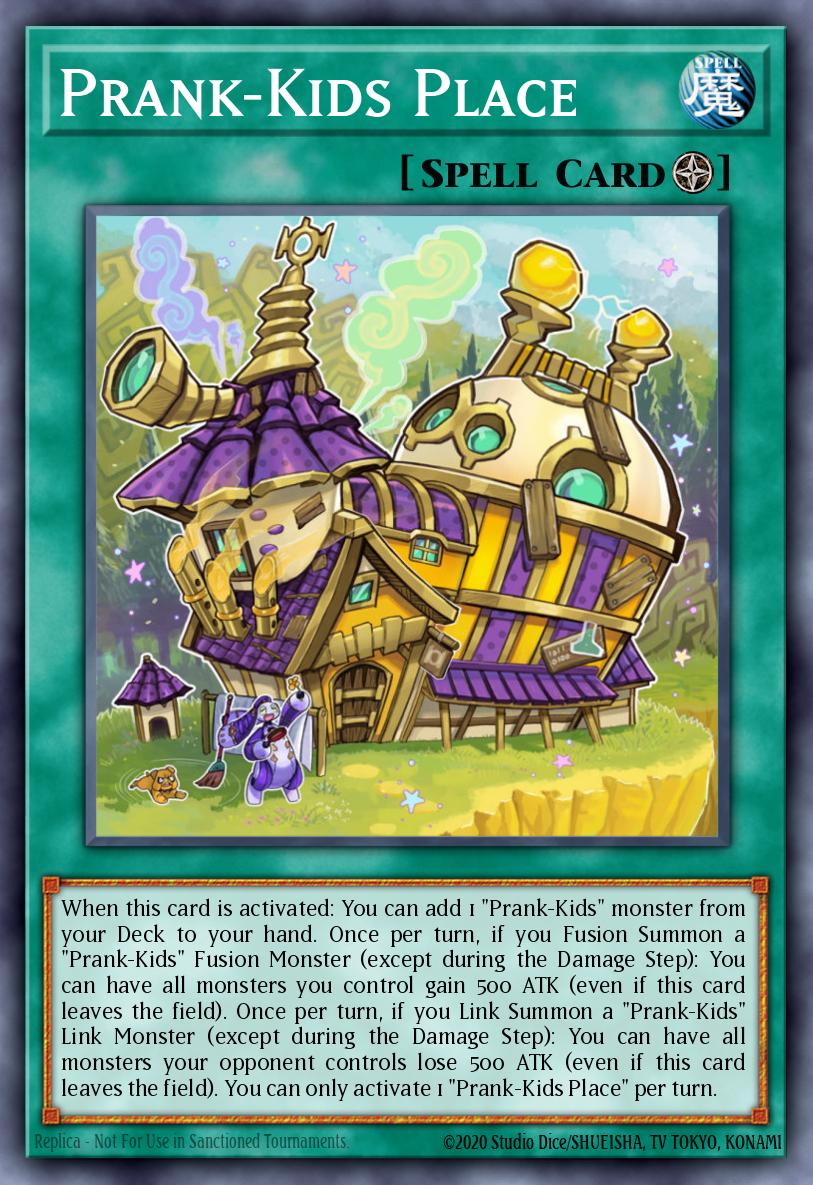 Prank-Kids Place
SPELL
魔
[Spell Card]
1011
0100
When this card is activated: You can add 1 "Prank-Kids" monster from
your Deck to your hand. Once per turn, if you Fusion Summon a
"Prank-Kids" Fusion Monster (except during the Damage Step): You
can have all monsters you control gain 500 ATK (even if this card
leaves the field). Once per turn, if you Link Summon a "Prank-Kids"
Link Monster (except during the Damage Step): You can have all
monsters your opponent controls lose 500 ATK (even if this card
leaves the field). You can only activate 1 "Prank-Kids Place" per turn.
Replica - Not For Use in Sanctioned Tournaments.
©2020 Studio Dice/SHUEISHA, TV TOKYO, KONAMI